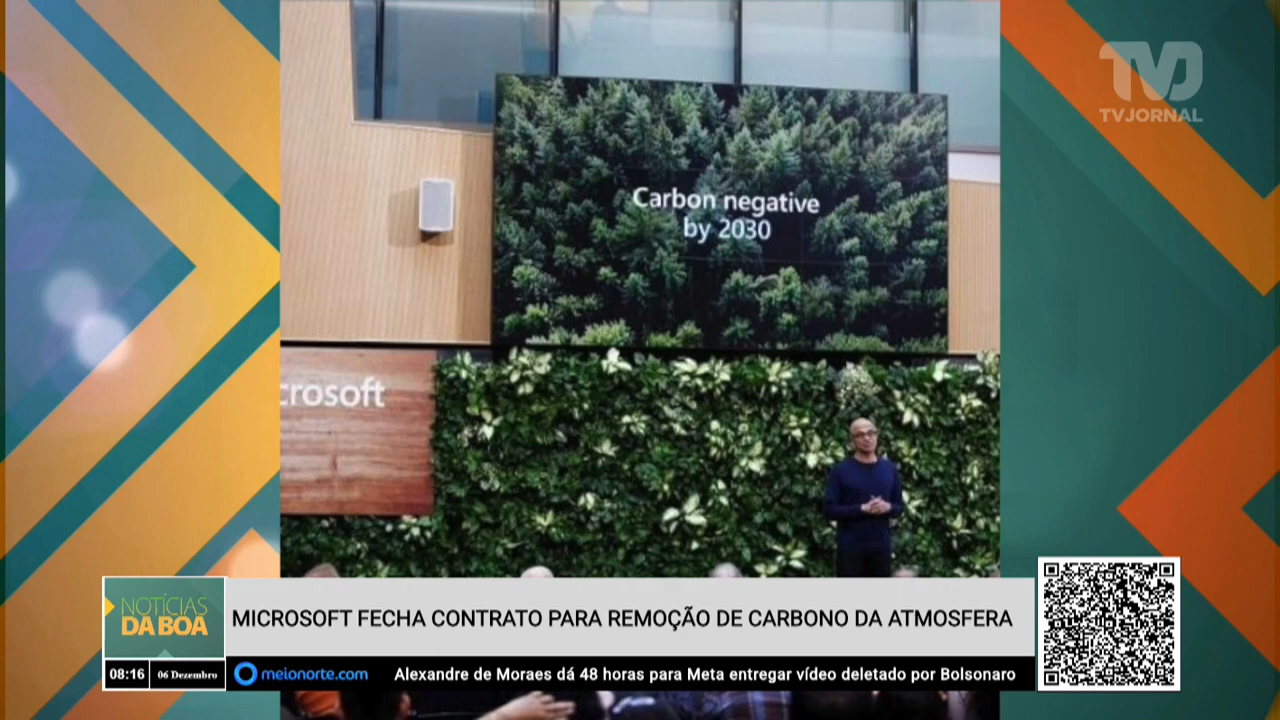 TVJ
TVJORNAL
Carbon negative
by 2030
crosoft
NOTÍCIAS
DA BOA
MICROSOFT FECHA CONTRATO PARA REMOÇÃO DE CARBONO DA ATMOSFERA
08:16
06 Dezembro
meionorte.com
Alexandre de Moraes dá 48 horas para Meta entregar vídeo deletado por Bolsonaro